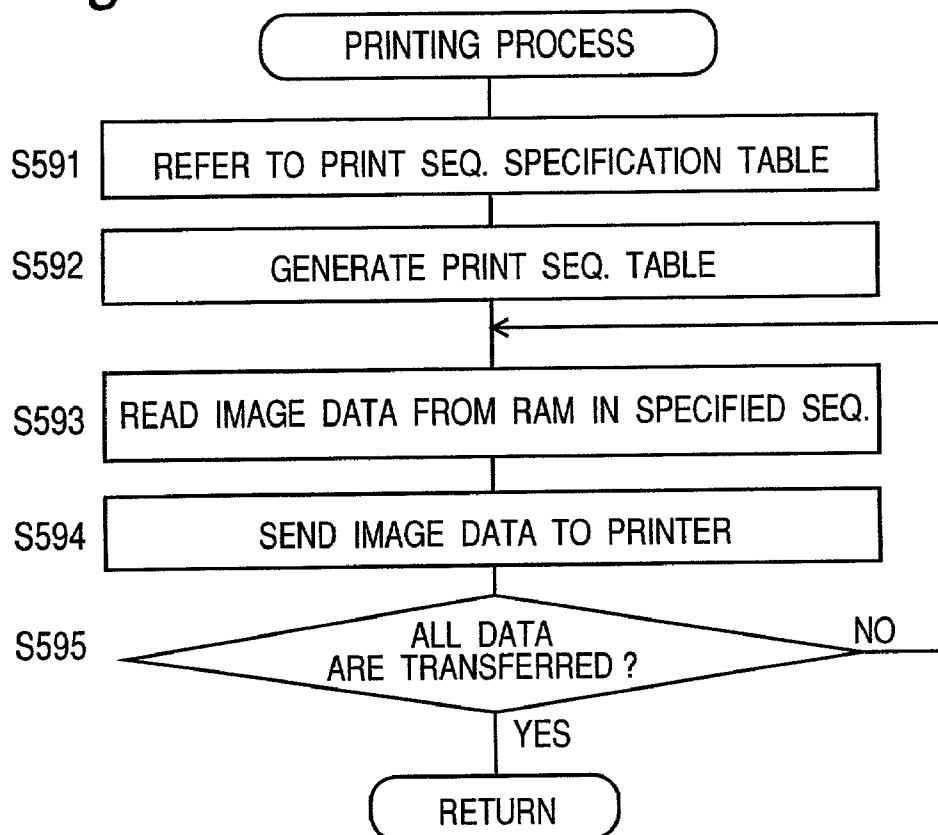 PRINTING PROCESS
S591
REFER TO PRINT SEQ. SPECIFICATION TABLE
S592
GENERATE PRINT SEQ. TABLE
S593
READ IMAGE DATA FROM RAM IN SPECIFIED SEQ.
S594
SEND IMAGE DATA TO PRINTER
S595
ALL DATA
ARE TRANSFERRED ?
NO
YES
RETURN